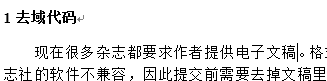 1 去域代码
现在很多杂志都要求作者提供电子文稿。格
志社的软件不兼容，因此提交前需要去掉文稿里